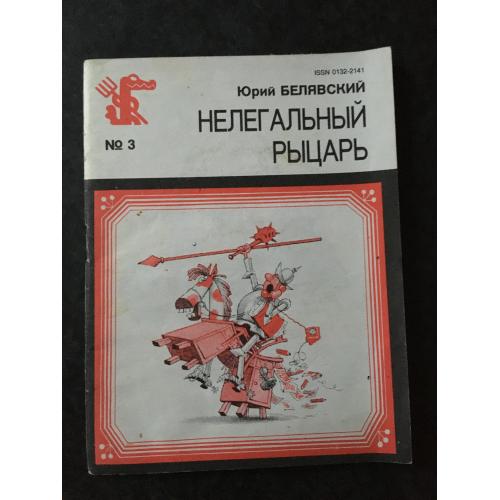 ISSN 0132-2141
Юрий БЕЛЯВСКИЙ
НЕЛЕГАЛЬНЫЙ
РЫЦАРЬ
№ 3